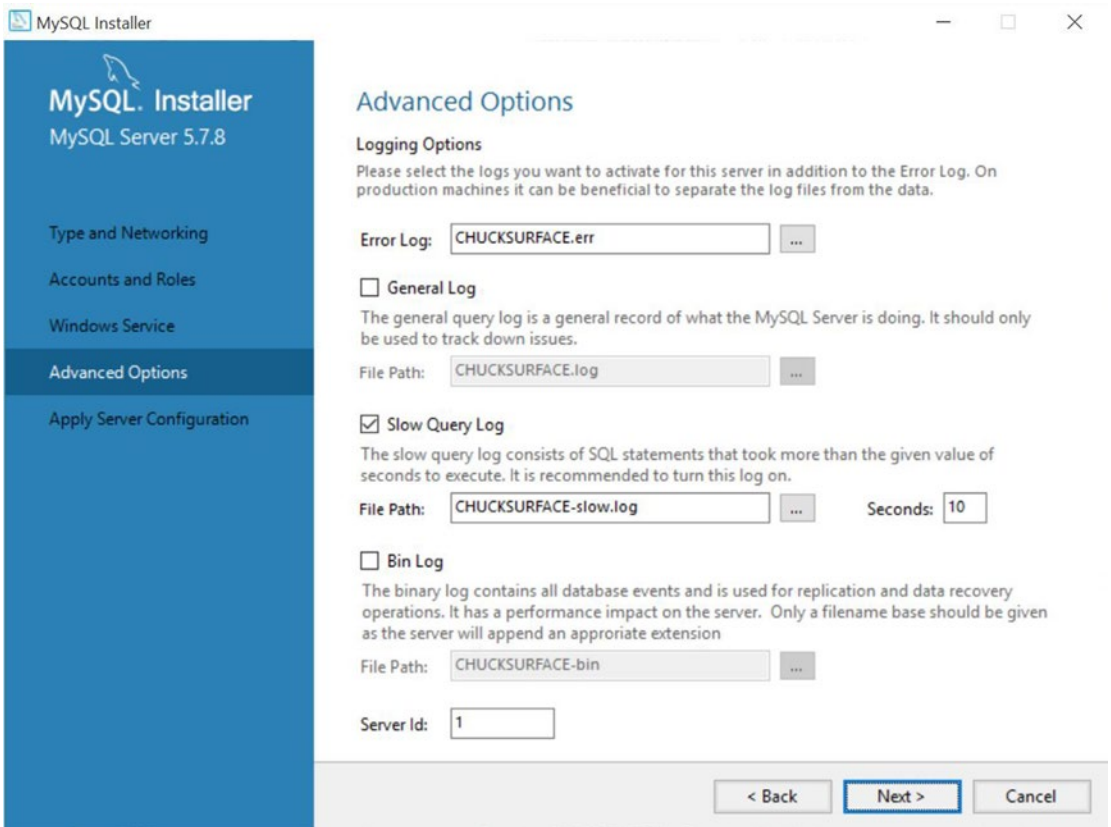 MySQL Installer
MySQL. Installer
MySQL Server 5.7.8
Type and Networking
Accounts and Roles
Windows Service
Advanced Options
Apply Server Configuration
Advanced Options
Logging Options
Please select the logs you want to activate for this server in addition to the Error Log. On
production machines it can be beneficial to separate the log files from the data.
Error Log: CHUCKSURFACE.err ...
General Log
The general query log is a general record of what the MySQL Server is doing. It should only
be used to track down issues.
File Path: CHUCKSURFACE.log ...
Slow Query Log
The slow query log consists of SQL statements that took more than the given value of
seconds to execute. It is recommended to turn this log on.
File Path: CHUCKSURFACE-slow.log ... Seconds: 10
Bin Log
The binary log contains all database events and is used for replication and data recovery
operations. It has a performance impact on the server. Only a filename base should be given
as the server will append an approriate extension
File Path: CHUCKSURFACE-bin ...
Server Id: 1
< Back Next > Cancel